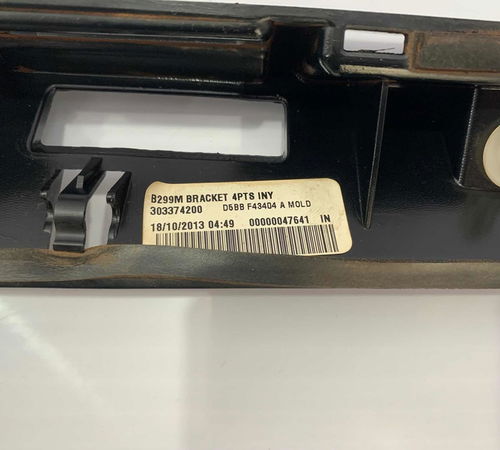 B299M BRACKET 4PTS INY
303374200 D5BB F43404 A MOLD
18/10/2013 04:49 00000047641 IN